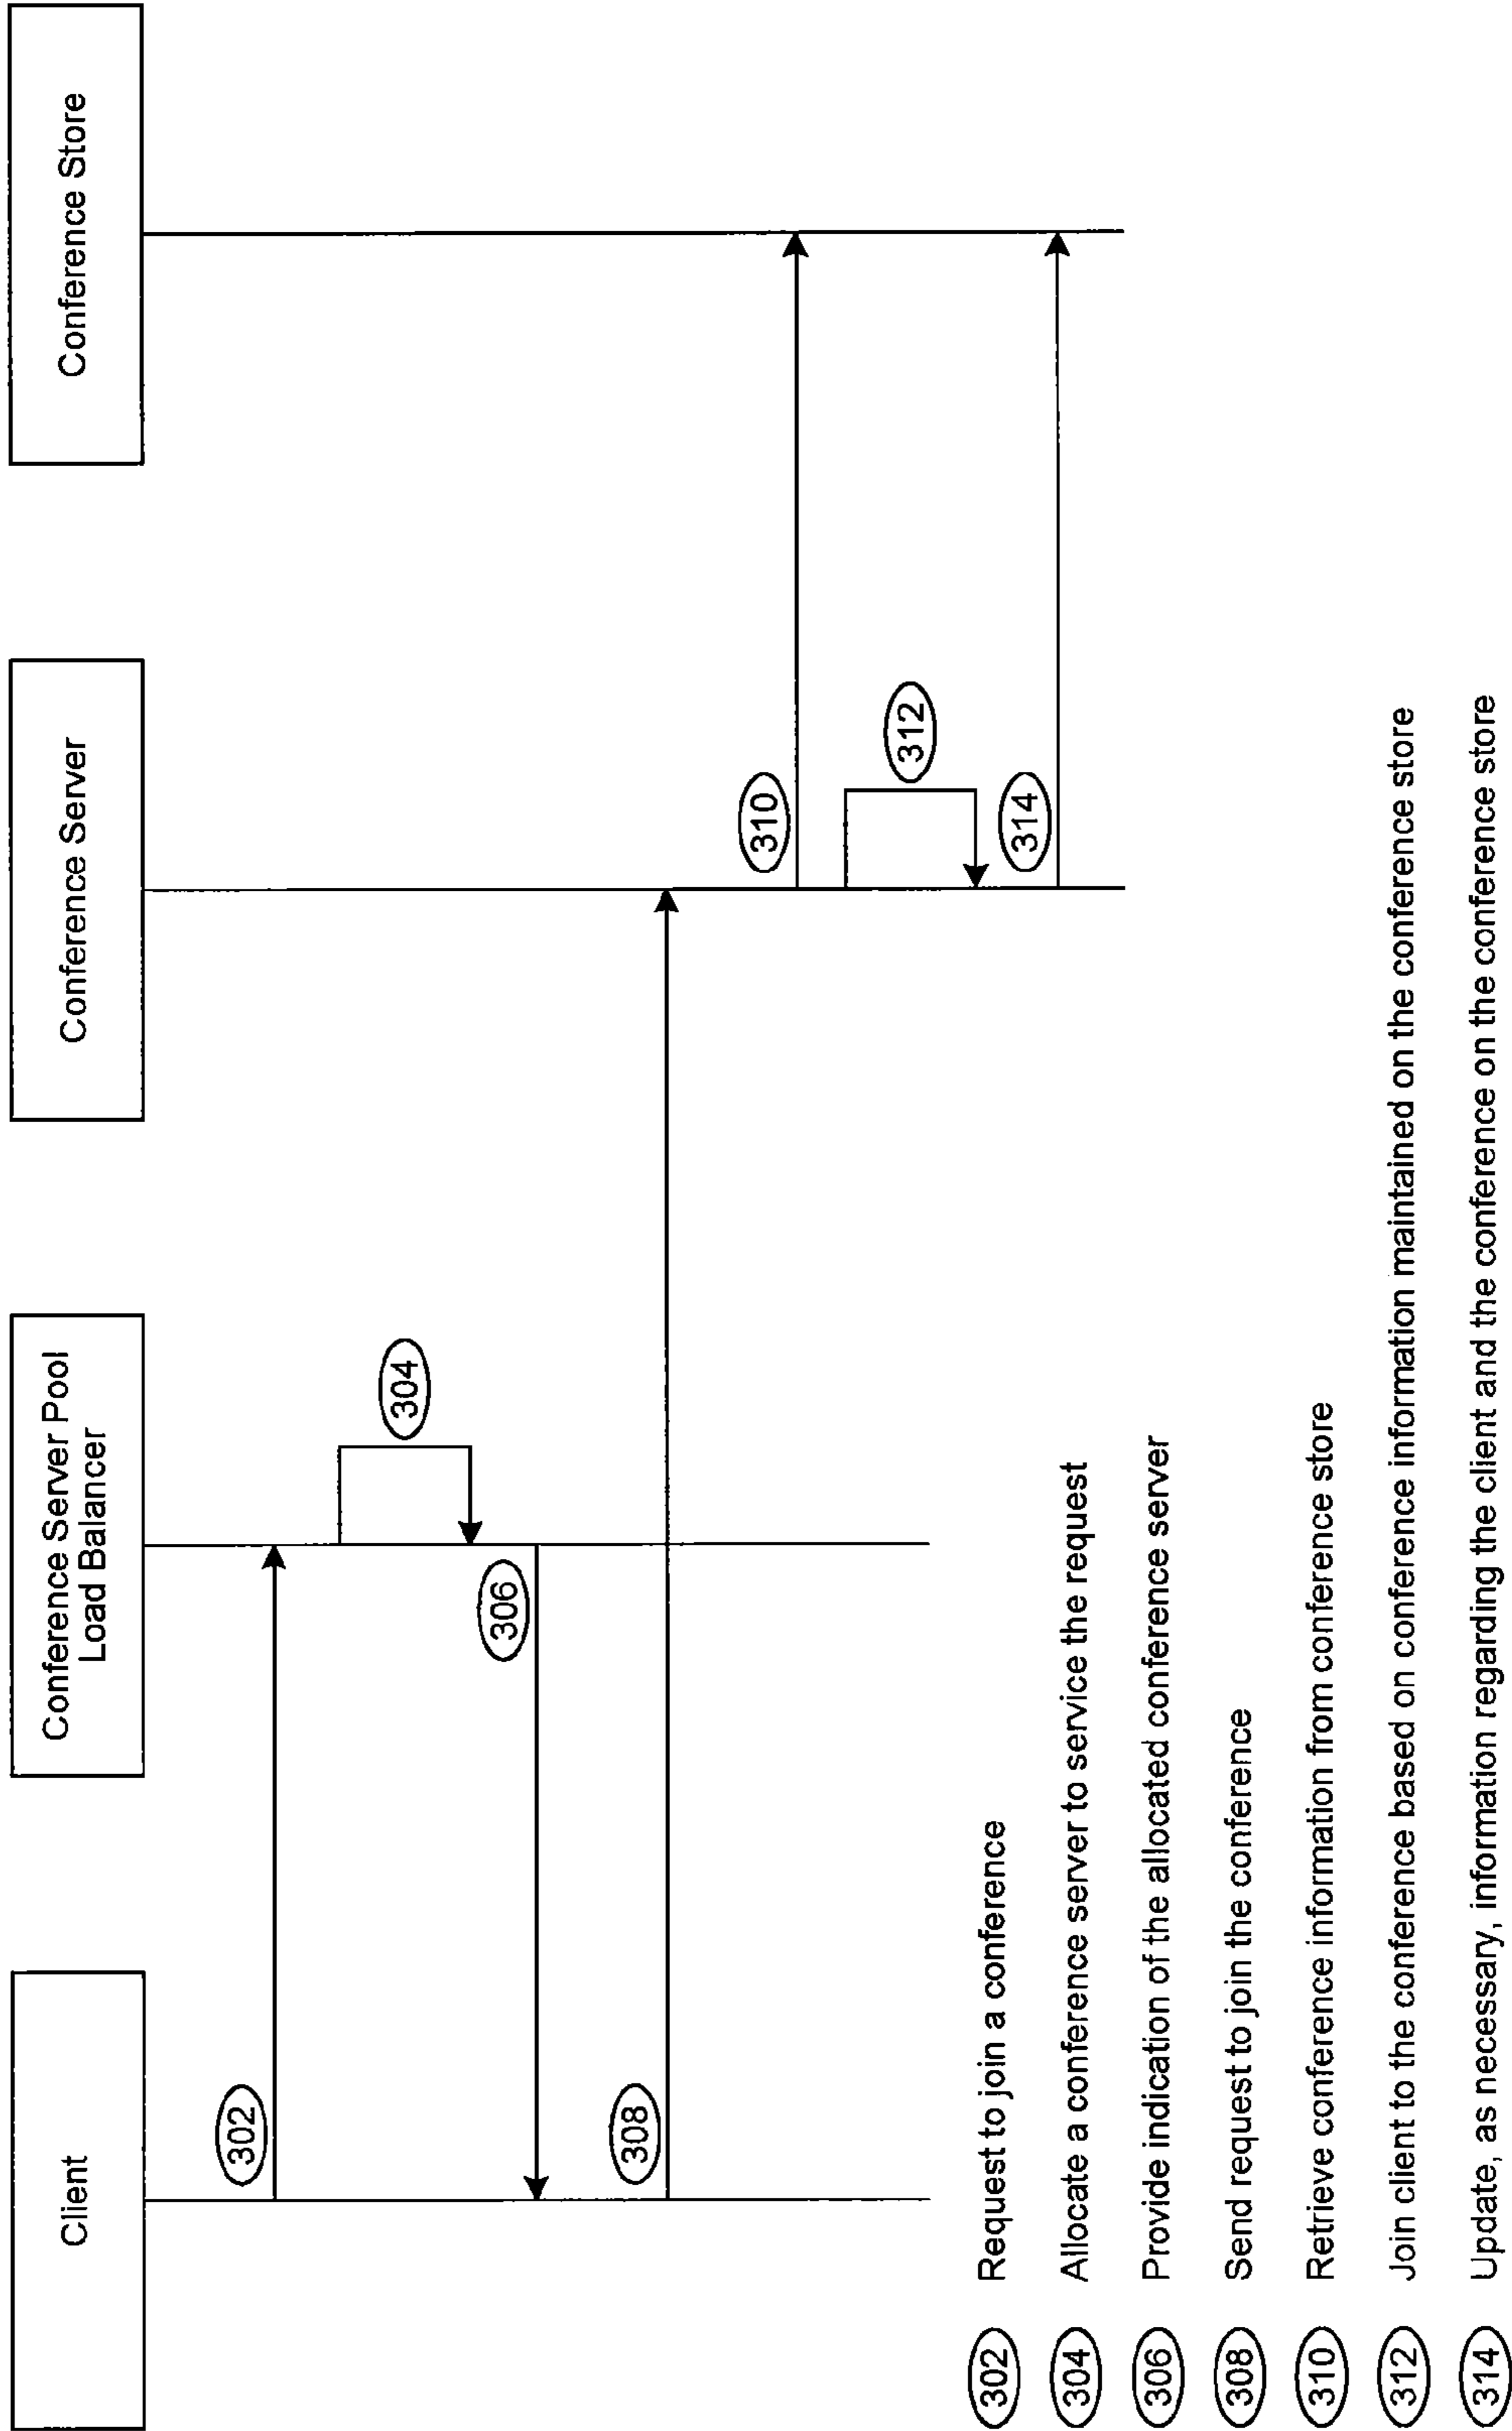 Client
Conference Server Pool
Load Balancer
Conference Server
Conference Store
302
304
306
308
310
312
314
302 Request to join a conference
304 Allocate a conference server to service the request
306 Provide indication of the allocated conference server
308 Send request to join the conference
310 Retrieve conference information from conference store
312 Join client to the conference based on conference information maintained on the conference store
314 Update, as necessary, information regarding the client and the conference on the conference store